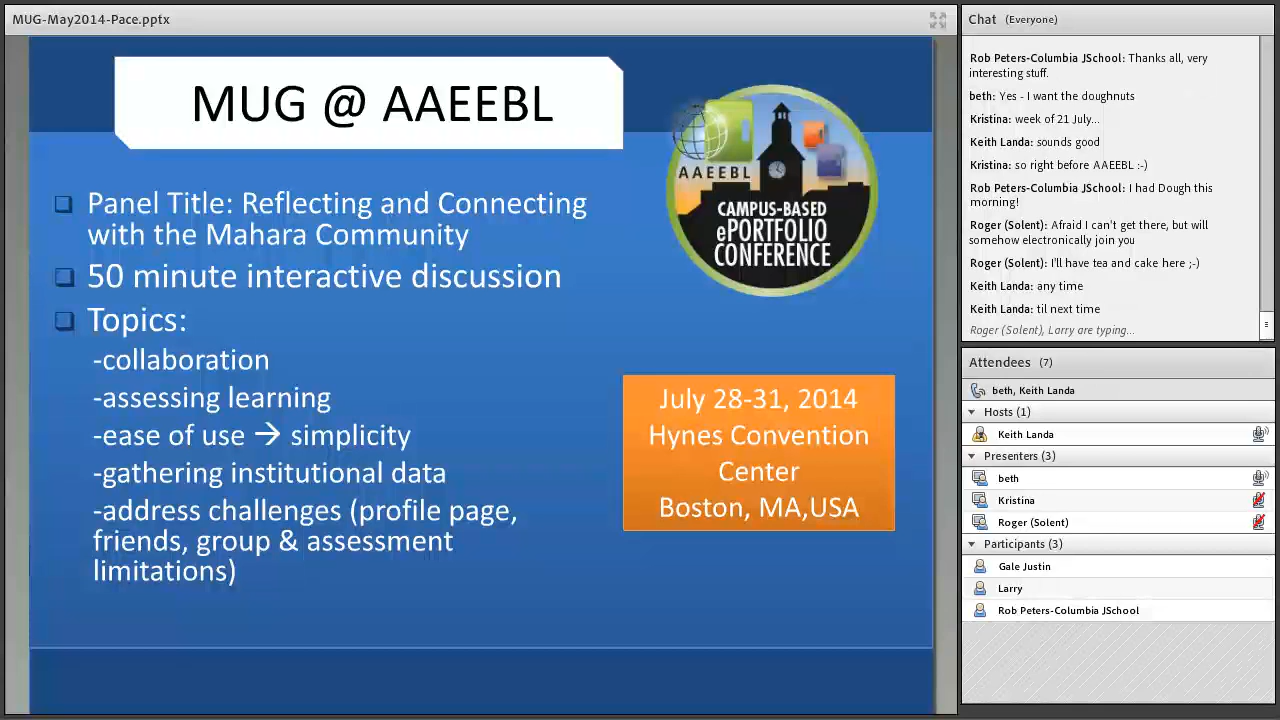 MUG-May2014-Pace.pptx
MUG @ AAEEBL
Panel Title: Reflecting and Connecting
with the Mahara Community
50 minute interactive discussion
Topics:
-collaboration
-assessing learning
-ease of use → simplicity
-gathering institutional data
-address challenges (profile page,
friends, group & assessment
limitations)
AAEEBL
CAMPUS-BASED
ePORTFOLIO
CONFERENCE
July 28-31, 2014
Hynes Convention
Center
Boston, MA,USA
Chat (Everyone)
Rob Peters-Columbia JSchool: Thanks all, very
interesting stuff.
beth: Yes - I want the doughnuts
Kristina: week of 21 July...
Keith Landa: sounds good
Kristina: so right before AAEEBL :-)
Rob Peters-Columbia JSchool: I had Dough this
morning!
Roger (Solent): Afraid I can't get there, but will
somehow electronically join you
Roger (Solent): I'll have tea and cake here ;-)
Keith Landa: any time
Keith Landa: til next time
Roger (Solent), Larry are typing...
Attendees (7)
beth, Keith Landa
Hosts (1)
Keith Landa
Presenters (3)
beth
Kristina
Roger (Solent)
Participants (3)
Gale Justin
Larry
Rob Peters-Columbia JSchool